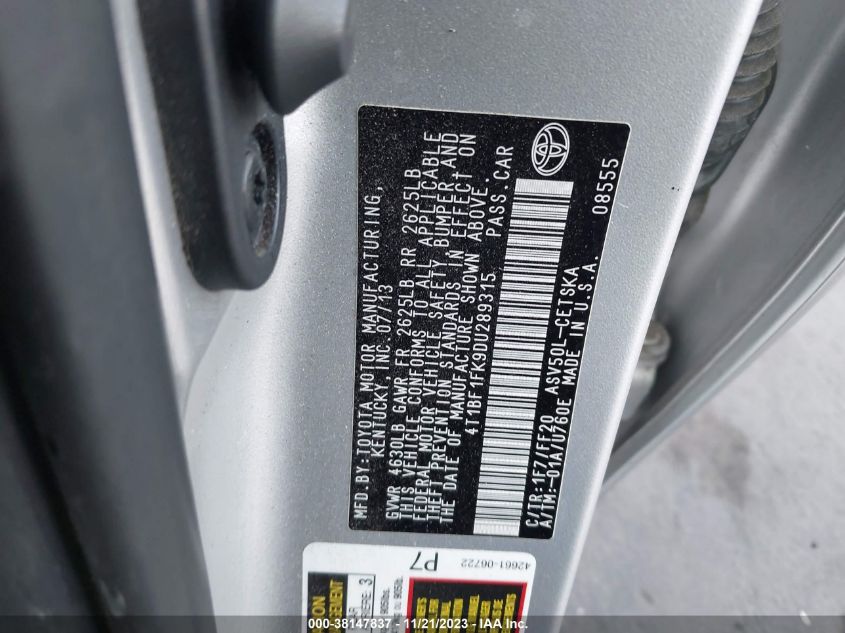 MFD.BY:TOYOTA MOTOR MANUFACTURING,
KENTUCKY, INC. 07/13
GVWR 4630LB GAWR FR 2625LB RR 2625LB
THIS VEHICLE CONFORMS TO ALL APPLICABLE
FEDERAL MOTOR VEHICLE SAFETY, BUMPER AND
THEFT PREVENTION STANDARDS IN EFFECT ON
THE DATE OF MANUFACTURE SHOWN ABOVE.
4T1BF1FK9DU289315 PASS.CAR
C/TR:1F7/FF20 ASV50L-CETSKA
A/TM:-01A/U760E MADE IN U.S.A.
08555
P7
42661-06722
3
000-38147837 - 11/21/2023 - IAA Inc.